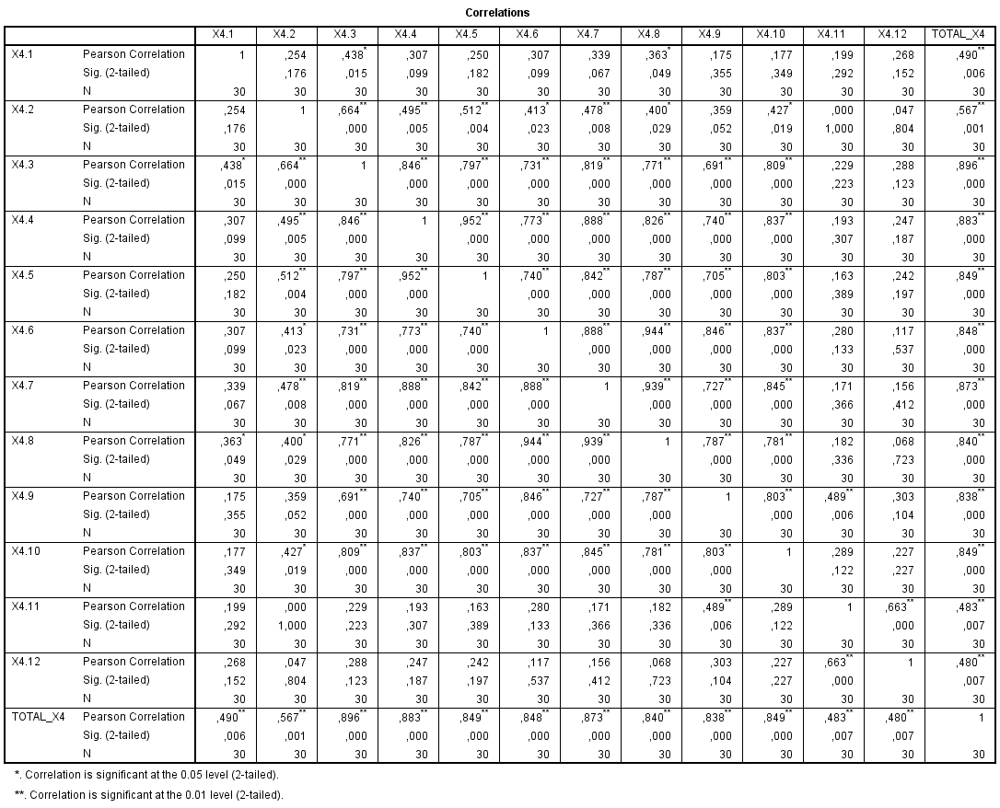 Correlations
X4.1 X4.2 X4.3 X4.4 X4.5 X4.6 X4.7 X4.8 X4.9 X4.10 X4.11 X4.12 TOTAL_X4
X4.1 Pearson Correlation 1 ,254 ,438* ,307 ,250 ,307 ,339 ,363* ,175 ,177 ,199 ,268 ,490**
Sig. (2-tailed) ,176 ,015 ,099 ,182 ,099 ,067 ,049 ,355 ,349 ,292 ,152 ,006
N 30 30 30 30 30 30 30 30 30 30 30 30 30
X4.2 Pearson Correlation ,254 1 ,664** ,495** ,512** ,413* ,478** ,400* ,359 ,427* ,000 ,047 ,567**
Sig. (2-tailed) ,176 ,000 ,005 ,004 ,023 ,008 ,029 ,052 ,019 1,000 ,804 ,001
N 30 30 30 30 30 30 30 30 30 30 30 30 30
X4.3 Pearson Correlation ,438* ,664** 1 ,846** ,797** ,731** ,819** ,771** ,691** ,809** ,229 ,288 ,896**
Sig. (2-tailed) ,015 ,000 ,000 ,000 ,000 ,000 ,000 ,000 ,000 ,223 ,123 ,000
N 30 30 30 30 30 30 30 30 30 30 30 30 30
X4.4 Pearson Correlation ,307 ,495** ,846** 1 ,952** ,773** ,888** ,826** ,740** ,837** ,193 ,247 ,883**
Sig. (2-tailed) ,099 ,005 ,000 ,000 ,000 ,000 ,000 ,000 ,000 ,307 ,187 ,000
N 30 30 30 30 30 30 30 30 30 30 30 30 30
X4.5 Pearson Correlation ,250 ,512** ,797** ,952** 1 ,740** ,842** ,787** ,705** ,803** ,163 ,242 ,849**
Sig. (2-tailed) ,182 ,004 ,000 ,000 ,000 ,000 ,000 ,000 ,000 ,389 ,197 ,000
N 30 30 30 30 30 30 30 30 30 30 30 30 30
X4.6 Pearson Correlation ,307 ,413* ,731** ,773** ,740** 1 ,888** ,944** ,846** ,837** ,280 ,117 ,848**
Sig. (2-tailed) ,099 ,023 ,000 ,000 ,000 ,000 ,000 ,000 ,000 ,133 ,537 ,000
N 30 30 30 30 30 30 30 30 30 30 30 30 30
X4.7 Pearson Correlation ,339 ,478** ,819** ,888** ,842** ,888** 1 ,939** ,727** ,845** ,171 ,156 ,873**
Sig. (2-tailed) ,067 ,008 ,000 ,000 ,000 ,000 ,000 ,000 ,000 ,366 ,412 ,000
N 30 30 30 30 30 30 30 30 30 30 30 30 30
X4.8 Pearson Correlation ,363* ,400* ,771** ,826** ,787** ,944** ,939** 1 ,787** ,781** ,182 ,068 ,840**
Sig. (2-tailed) ,049 ,029 ,000 ,000 ,000 ,000 ,000 ,000 ,000 ,336 ,723 ,000
N 30 30 30 30 30 30 30 30 30 30 30 30 30
X4.9 Pearson Correlation ,175 ,359 ,691** ,740** ,705** ,846** ,727** ,787** 1 ,803** ,489** ,303 ,838**
Sig. (2-tailed) ,355 ,052 ,000 ,000 ,000 ,000 ,000 ,000 ,000 ,006 ,104 ,000
N 30 30 30 30 30 30 30 30 30 30 30 30 30
X4.10 Pearson Correlation ,177 ,427* ,809** ,837** ,803** ,837** ,845** ,781** ,803** 1 ,289 ,227 ,849**
Sig. (2-tailed) ,349 ,019 ,000 ,000 ,000 ,000 ,000 ,000 ,000 ,122 ,227 ,000
N 30 30 30 30 30 30 30 30 30 30 30 30 30
X4.11 Pearson Correlation ,199 ,000 ,229 ,193 ,163 ,280 ,171 ,182 ,489** ,289 1 ,663** ,483**
Sig. (2-tailed) ,292 1,000 ,223 ,307 ,389 ,133 ,366 ,336 ,006 ,122 ,000 ,007
N 30 30 30 30 30 30 30 30 30 30 30 30 30
X4.12 Pearson Correlation ,268 ,047 ,288 ,247 ,242 ,117 ,156 ,068 ,303 ,227 ,663** 1 ,480**
Sig. (2-tailed) ,152 ,804 ,123 ,187 ,197 ,537 ,412 ,723 ,104 ,227 ,000 ,007
N 30 30 30 30 30 30 30 30 30 30 30 30 30
TOTAL_X4 Pearson Correlation ,490** ,567** ,896** ,883** ,849** ,848** ,873** ,840** ,838** ,849** ,483** ,480** 1
Sig. (2-tailed) ,006 ,001 ,000 ,000 ,000 ,000 ,000 ,000 ,000 ,000 ,007 ,007
N 30 30 30 30 30 30 30 30 30 30 30 30 30
*. Correlation is significant at the 0.05 level (2-tailed).
**. Correlation is significant at the 0.01 level (2-tailed).